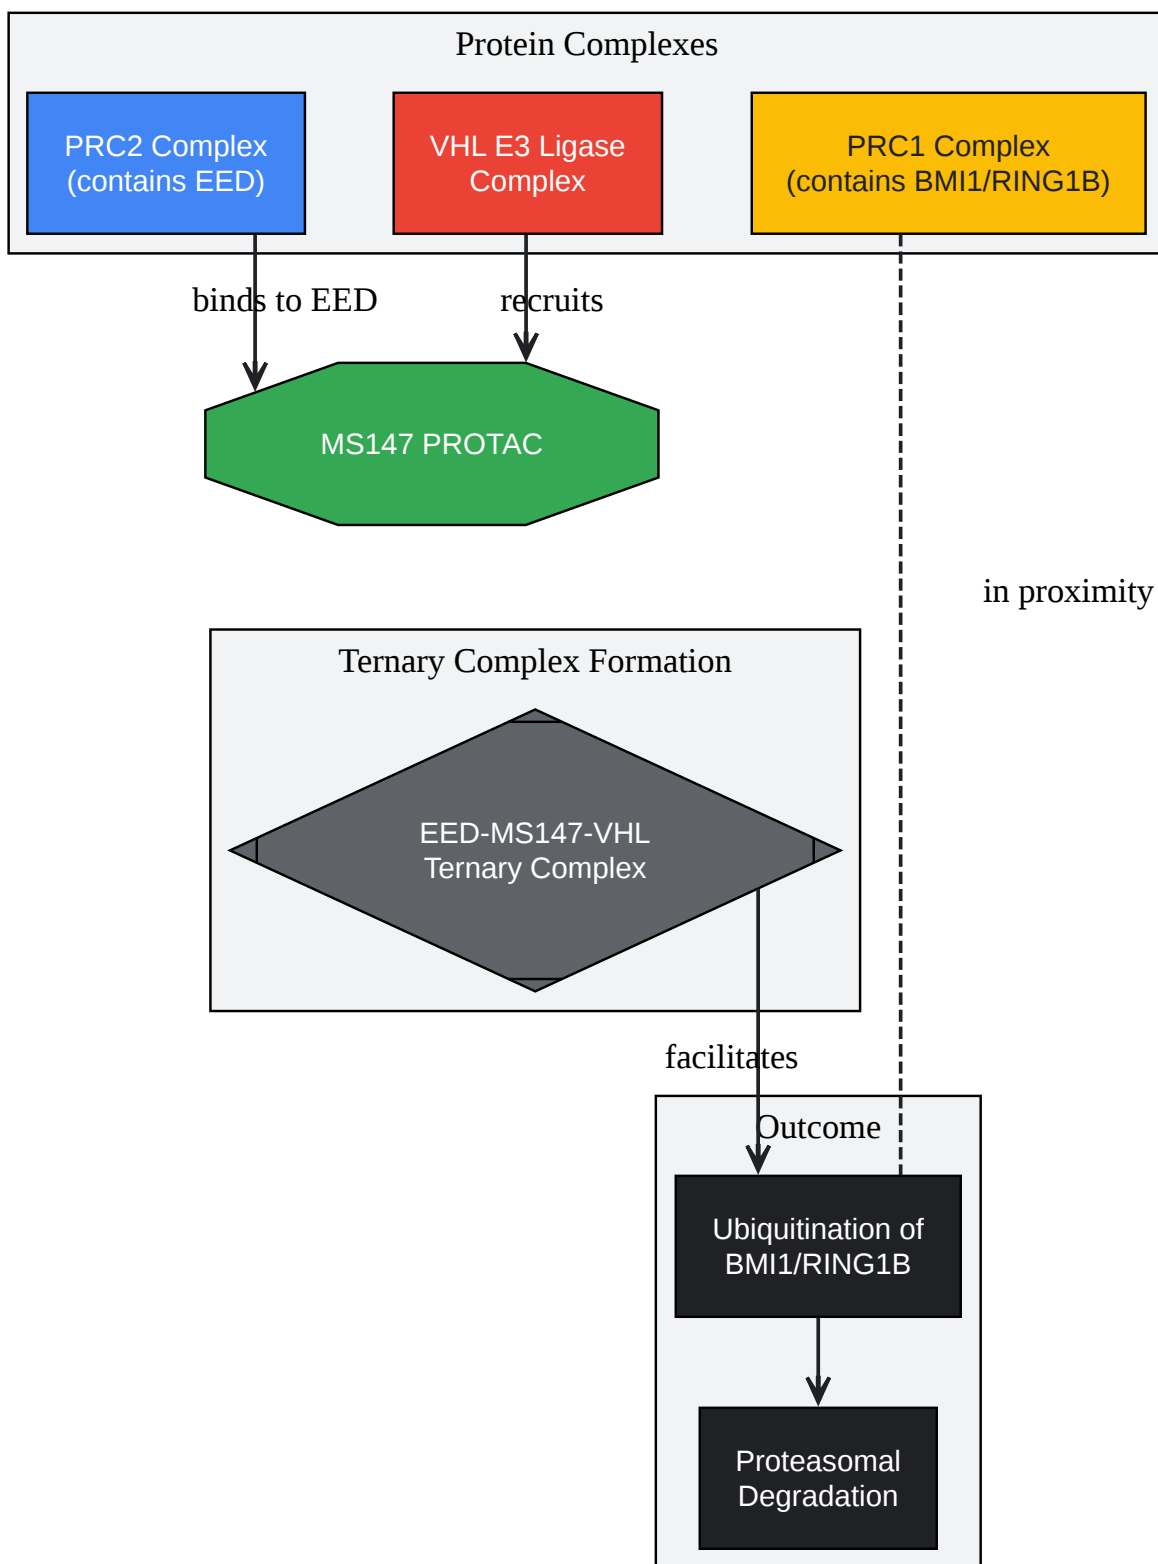 Protein Complexes
PRC2 Complex
(contains EED)
VHL E3 Ligase
Complex
PRC1 Complex
(contains BMI1/RING1B)
binds to EED
recruits
MS147 PROTAC
in proximity
Ternary Complex Formation
EED-MS147-VHL
Ternary Complex
facilitates
Outcome
Ubiquitination of
BMI1/RING1B
Proteasomal
Degradation